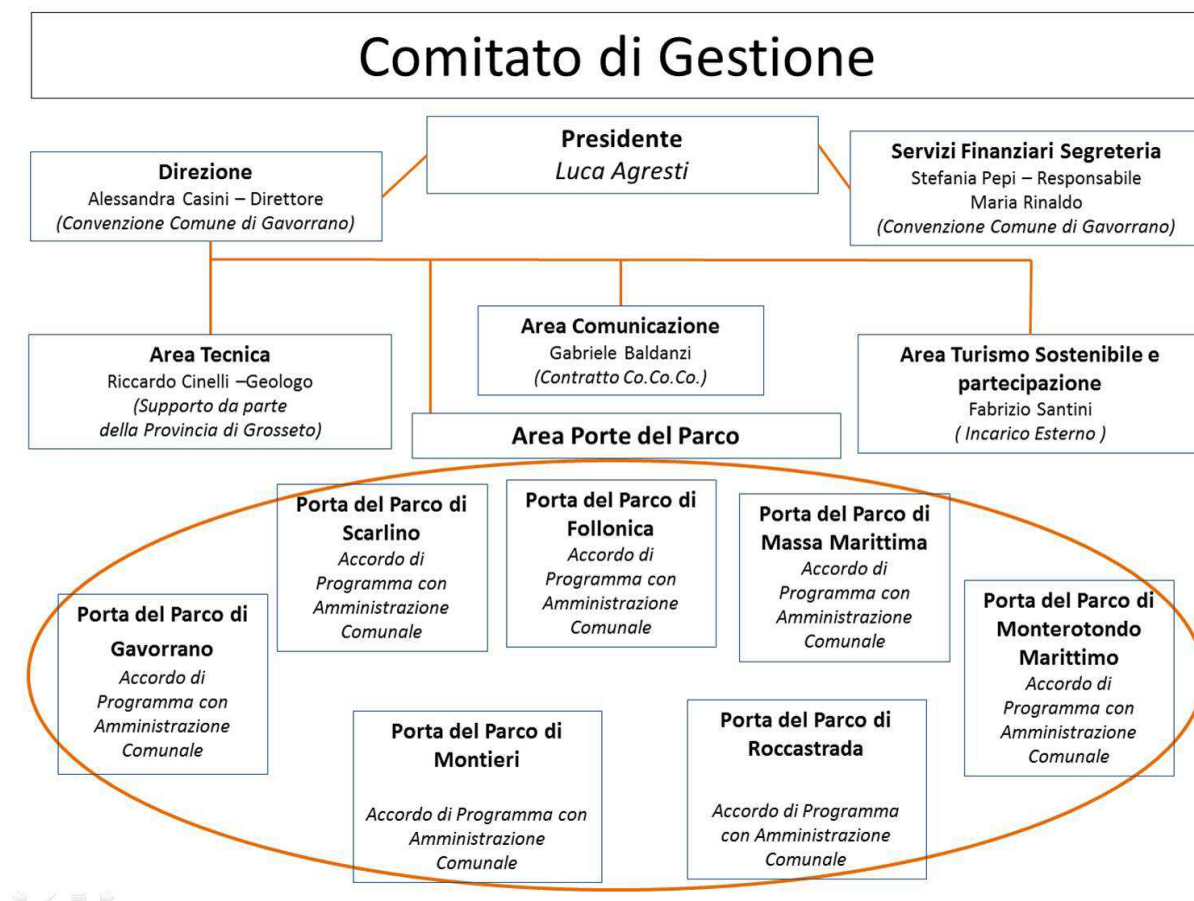 Comitato di Gestione
Presidente
Luca Agresti
Direzione
Alessandra Casini – Direttore
(Convenzione Comune di Gavorrano)
Servizi Finanziari Segreteria
Stefania Pepi – Responsabile
Maria Rinaldo
(Convenzione Comune di Gavorrano)
Area Tecnica
Riccardo Cinelli –Geologo
(Supporto da parte
della Provincia di Grosseto)
Area Comunicazione
Gabriele Baldanzi
(Contratto Co.Co.Co.)
Area Turismo Sostenibile e
partecipazione
Fabrizio Santini
( Incarico Esterno )
Area Porte del Parco
Porta del Parco di
Gavorrano
Accordo di
Programma con
Amministrazione
Comunale
Porta del Parco di
Scarlino
Accordo di
Programma con
Amministrazione
Comunale
Porta del Parco di
Follonica
Accordo di
Programma con
Amministrazione
Comunale
Porta del Parco di
Massa Marittima
Accordo di
Programma con
Amministrazione
Comunale
Porta del Parco di
Monterotondo
Marittimo
Accordo di
Programma con
Amministrazione
Comunale
Porta del Parco di
Montieri
Accordo di Programma con
Amministrazione
Comunale
Porta del Parco di
Roccastrada
Accordo di Programma
con Amministrazione
Comunale